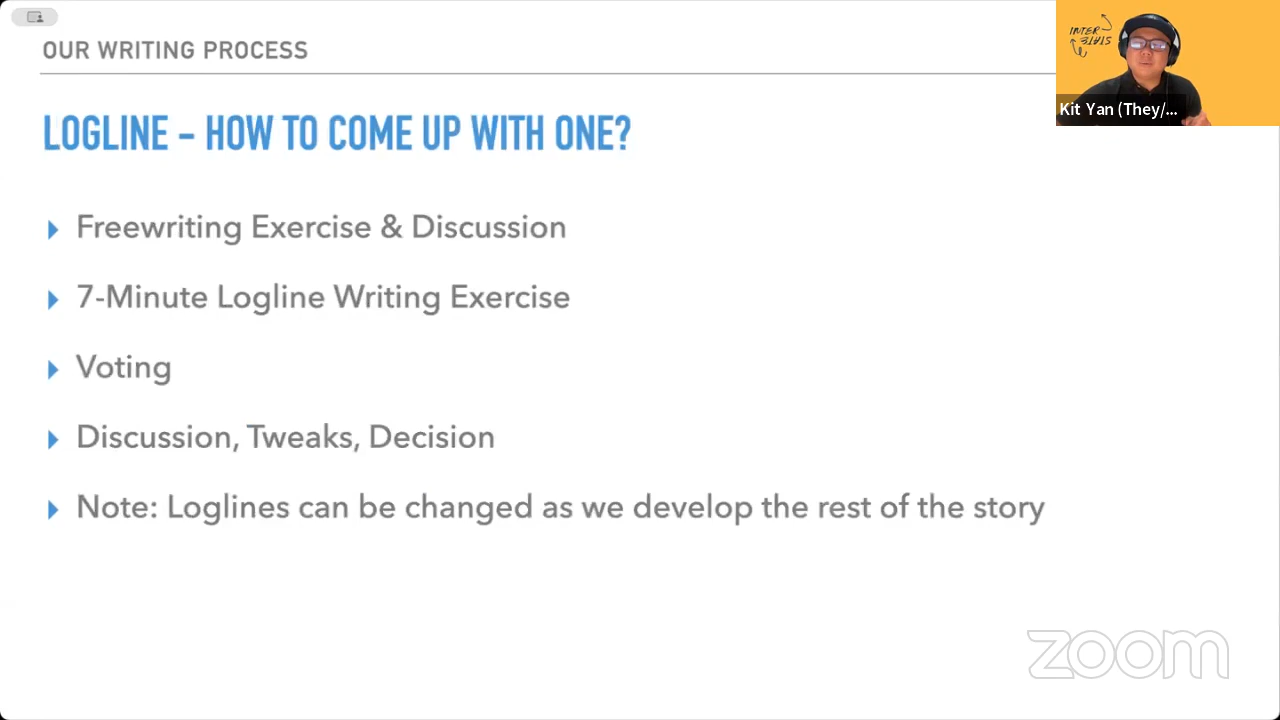 OUR WRITING PROCESS
LOGLINE – HOW TO COME UP WITH ONE?
Freewriting Exercise & Discussion
7-Minute Logline Writing Exercise
Voting
Discussion, Tweaks, Decision
Note: Loglines can be changed as we develop the rest of the story
INTER
STATE
Kit Yan (They/...
zoom